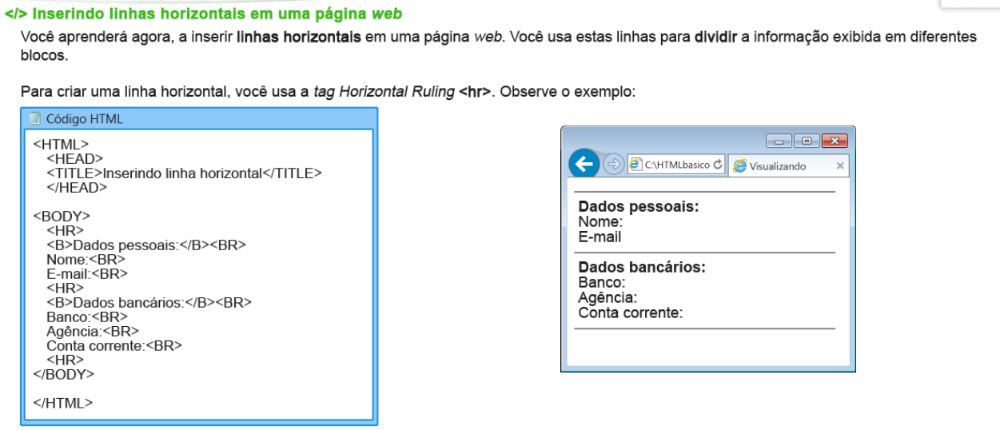 </> Inserindo linhas horizontais em uma página web
Você aprenderá agora, a inserir linhas horizontais em uma página web. Você usa estas linhas para dividir a informação exibida em diferentes
blocos.
Para criar uma linha horizontal, você usa a tag Horizontal Ruling <hr>. Observe o exemplo:
Código HTML
<HTML>
<HEAD>
<TITLE>Inserindo linha horizontal</TITLE>
</HEAD>
<BODY>
<HR>
<B>Dados pessoais:</B><BR>
Nome:<BR>
E-mail:<BR>
<HR>
<B>Dados bancários:</B><BR>
Banco:<BR>
Agência:<BR>
Conta corrente:<BR>
<HR>
</BODY>
</HTML>
C:\HTMLbasico
Visualizando
Dados pessoais:
Nome:
E-mail
Dados bancários:
Banco:
Agência:
Conta corrente: